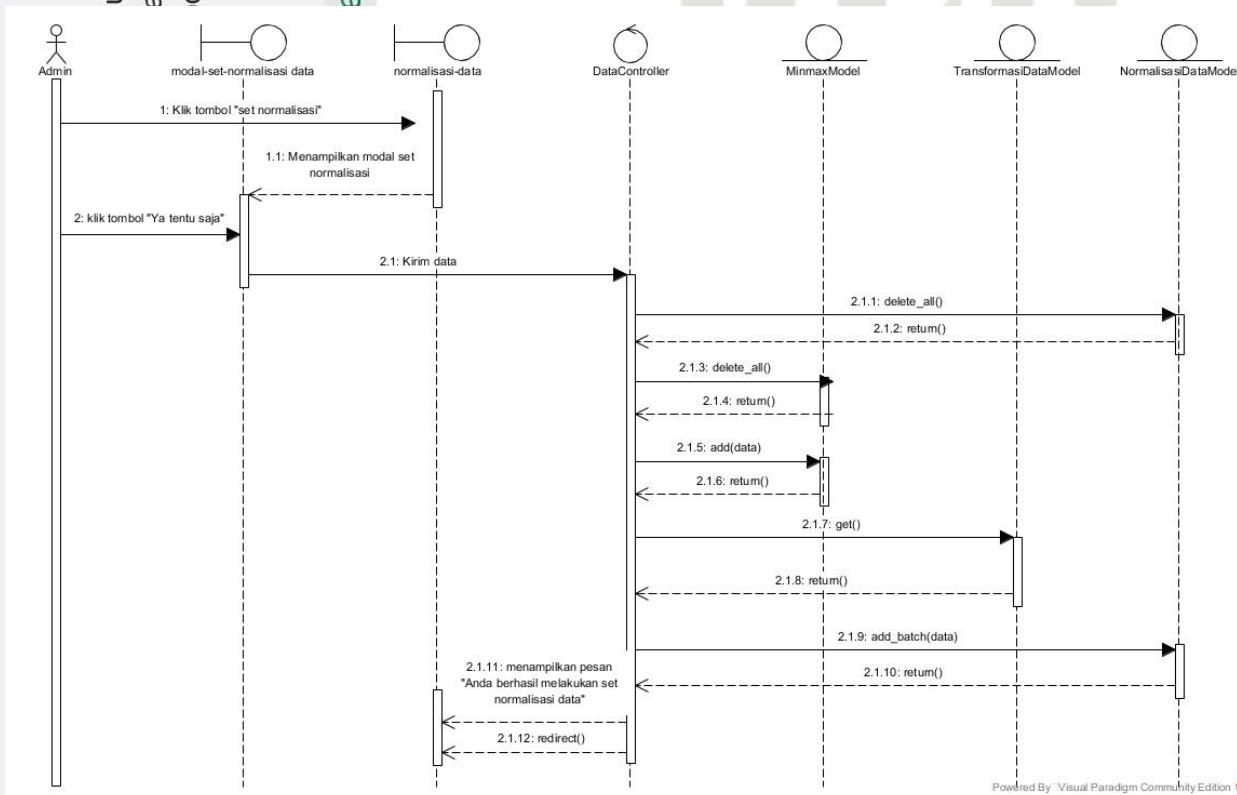 Admin
modal-set-normalisasi data
normalisasi-data
DataController
MinmaxModel
TransformasiDataModel
NormalisasiDataModel
1: Klik tombol "set normalisasi"
1.1: Menampilkan modal set
normalisasi
2: klik tombol "Ya tentu saja"
2.1: Kirim data
2.1.1: delete_all()
2.1.2: return()
2.1.3: delete_all()
2.1.4: return()
2.1.5: add(data)
2.1.6: return()
2.1.7: get()
2.1.8: return()
2.1.9: add_batch(data)
2.1.10: return()
2.1.11: menampilkan pesan
"Anda berhasil melakukan set
normalisasi data"
2.1.12: redirect()
Powered By Visual Paradigm Community Edition